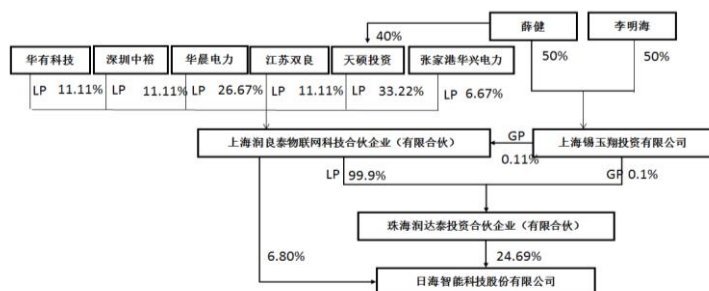 薛健
李明海
40%
50%
50%
华有科技
深圳中裕
华晨电力
江苏双良
天硕投资
张家港华兴电力
LP 11.11%
LP 11.11%
LP 26.67%
LP 11.11%
LP 33.22%
LP 6.67%
上海润良泰物联网科技合伙企业（有限合伙）
GP
0.11%
上海锡玉翔投资有限公司
LP 99.9%
GP 0.1%
珠海润达泰投资合伙企业（有限合伙）
6.80%
24.69%
日海智能科技股份有限公司